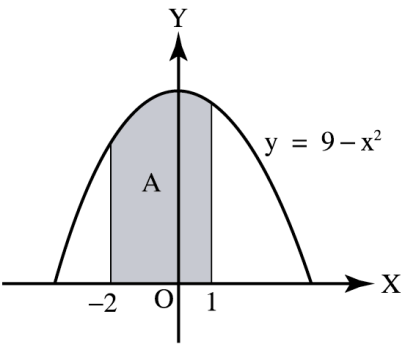 Y
y = 9 – x²
A
X
–2
O
1